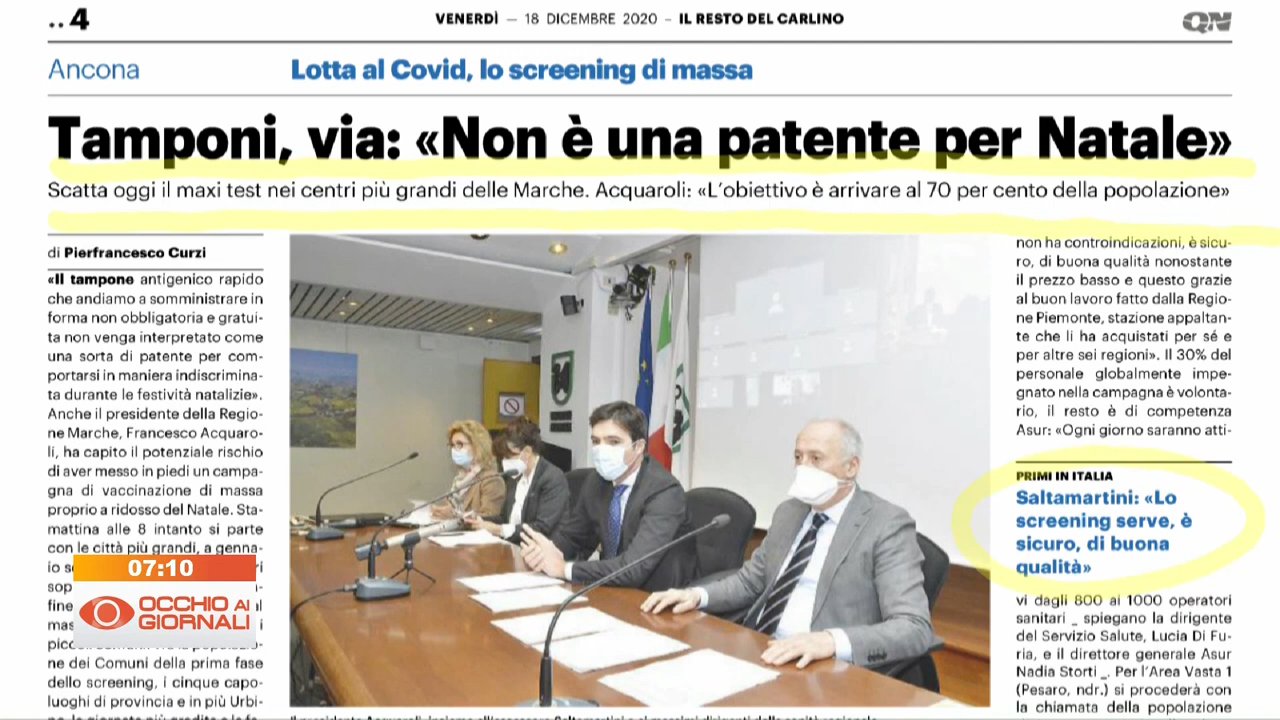 ..4
VENERDÌ — 18 DICEMBRE 2020 – IL RESTO DEL CARLINO
QN
Ancona
Lotta al Covid, lo screening di massa
Tamponi, via: «Non è una patente per Natale»
Scatta oggi il maxi test nei centri più grandi delle Marche. Acquaroli: «L'obiettivo è arrivare al 70 per cento della popolazione»
di Pierfrancesco Curzi
«Il tampone antigenico rapido
che andiamo a somministrare in
forma non obbligatoria e gratui-
ta non venga interpretato come
una sorta di patente per com-
portarsi in maniera indiscrimina-
ta durante le festività natalizie».
Anche il presidente della Regio-
ne Marche, Francesco Acquaro-
li, ha capito il potenziale rischio
di aver messo in piedi un campa-
gna di vaccinazione di massa
proprio a ridosso del Natale. Sta-
mattina alle 8 intanto si parte
con le città più grandi, a genna-
io
07:10
OCCHIO AI
GIORNALI
ne dei Comuni della prima fase
dello screening, i cinque capo-
luoghi di provincia e in più Urbi-
non ha controindicazioni, è sicu-
ro, di buona qualità nonostante
il prezzo basso e questo grazie
al buon lavoro fatto dalla Regio-
ne Piemonte, stazione appaltan-
te che li ha acquistati per sé e
per altre sei regioni». Il 30% del
personale globalmente impe-
gnato nella campagna è volonta-
rio, il resto è di competenza
Asur: «Ogni giorno saranno atti-
PRIMI IN ITALIA
Saltamartini: «Lo
screening serve, è
sicuro, di buona
qualità»
vi dagli 800 ai 1000 operatori
sanitari _ spiegano la dirigente
del Servizio Salute, Lucia Di Fu-
ria, e il direttore generale Asur
Nadia Storti _. Per l'Area Vasta 1
(Pesaro, ndr.) si procederà con
la chiamata della popolazione